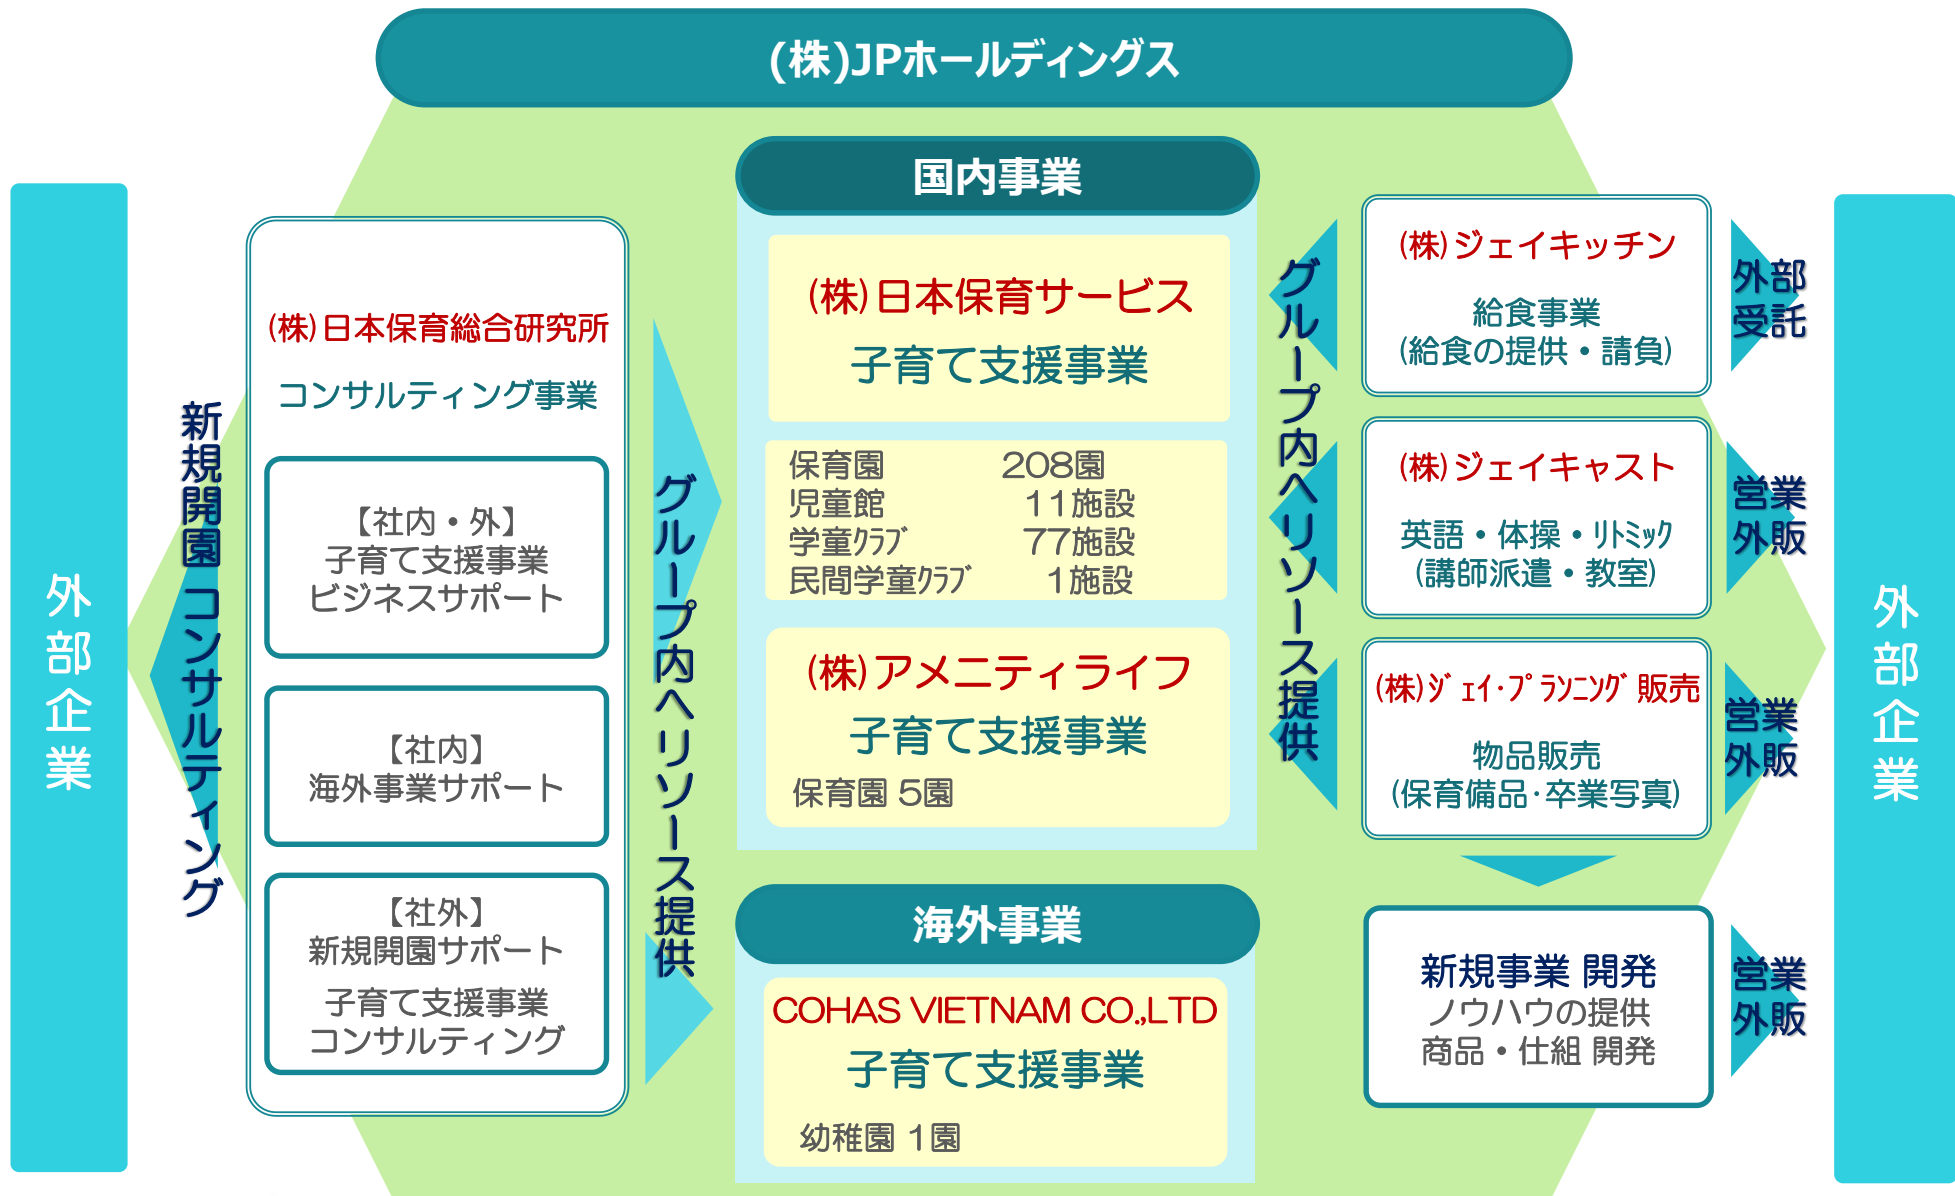 (株)JPホールディングス
外部企業
新規開園 コンサルティング
(株)日本保育総合研究所
コンサルティング事業
【社内・外】
子育て支援事業
ビジネスサポート
【社内】
海外事業サポート
【社外】
新規開園サポート
子育て支援事業
コンサルティング
グループ内へリソース提供
国内事業
(株)日本保育サービス
子育て支援事業
保育園 208園
児童館 11施設
学童ｸﾗﾌﾞ 77施設
民間学童ｸﾗﾌﾞ 1施設
(株)アメニティライフ
子育て支援事業
保育園 5園
海外事業
COHAS VIETNAM CO.,LTD
子育て支援事業
幼稚園 1園
グループ内へリソース提供
(株)ジェイキッチン
給食事業
(給食の提供・請負)
外部
受託
(株)ジェイキャスト
英語・体操・ﾘﾄﾐｯｸ
(講師派遣・教室)
営業
外販
(株)ｼﾞｪｲ･ﾌﾟﾗﾝﾆﾝｸﾞ販売
物品販売
(保育備品･卒業写真)
営業
外販
新規事業 開発
ノウハウの提供
商品・仕組 開発
営業
外販
外部企業